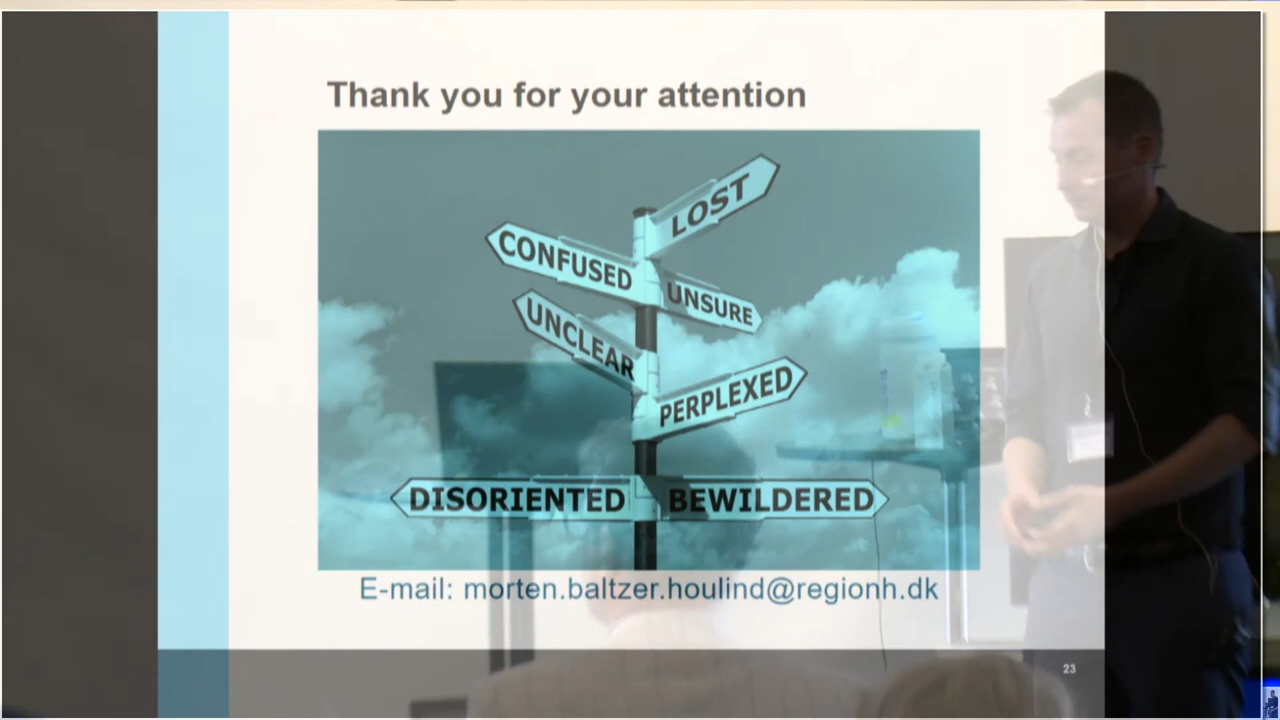 Thank you for your attention
LOST
CONFUSED
UNSURE
UNCLEAR
PERPLEXED
DISORIENTED
BEWILDERED
E-mail: morten.baltzer.houlind@regionh.dk
23